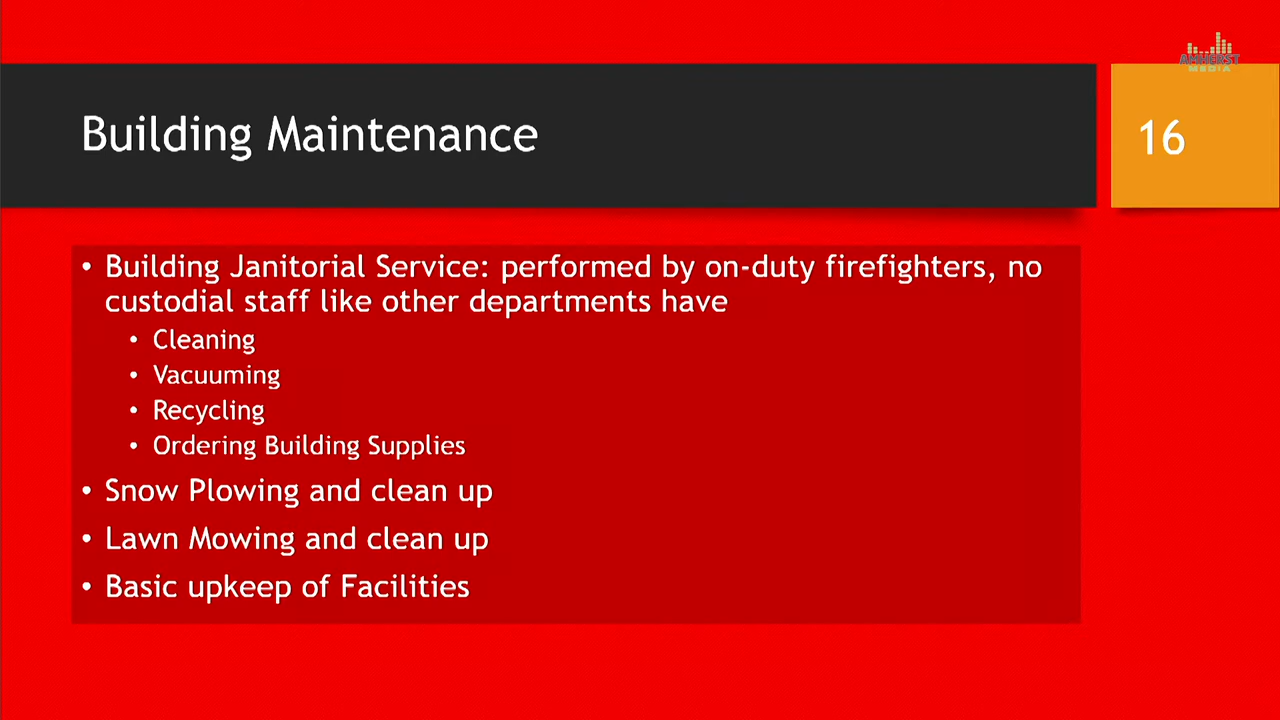 AMHERST
MEDIA
Building Maintenance
16
• Building Janitorial Service: performed by on-duty firefighters, no
custodial staff like other departments have
• Cleaning
• Vacuuming
• Recycling
• Ordering Building Supplies
• Snow Plowing and clean up
• Lawn Mowing and clean up
• Basic upkeep of Facilities